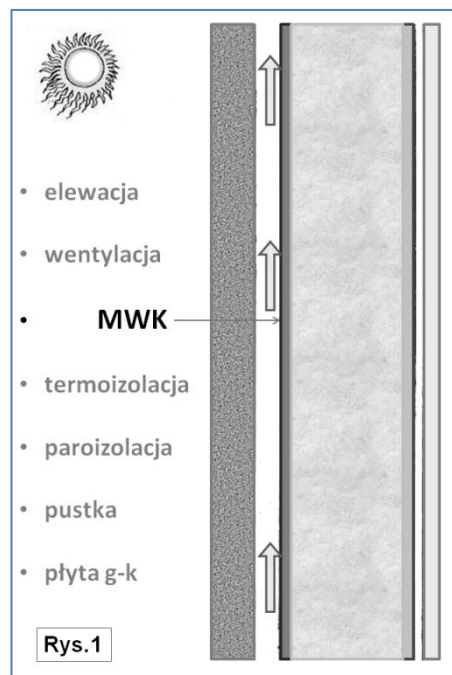 • elewacja
• wentylacja
• MWK
• termoizolacja
• paroizolacja
• pustka
• płyta g-k
Rys.1